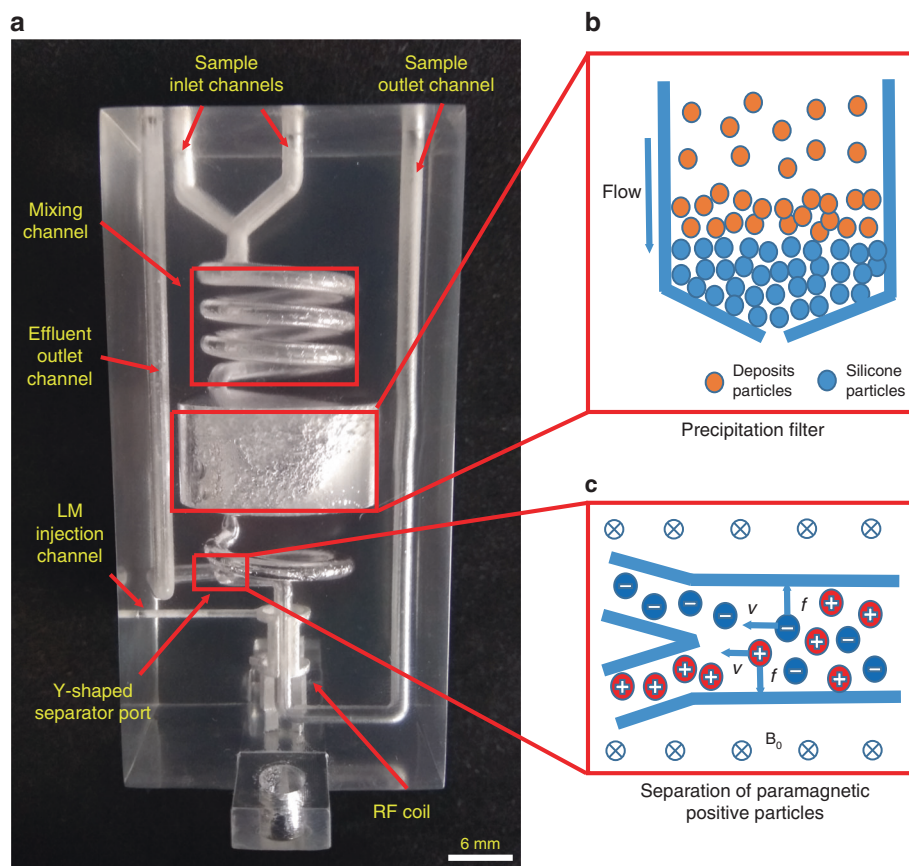 a
Sample
inlet channels
Sample
outlet channel
Mixing
channel
Effluent
outlet
channel
LM
injection
channel
Y-shaped
separator port
RF coil
6 mm
b
Flow
Deposits
particles
Silicone
particles
Precipitation filter
c
v
f
v
f
B₀
Separation of paramagnetic
positive particles